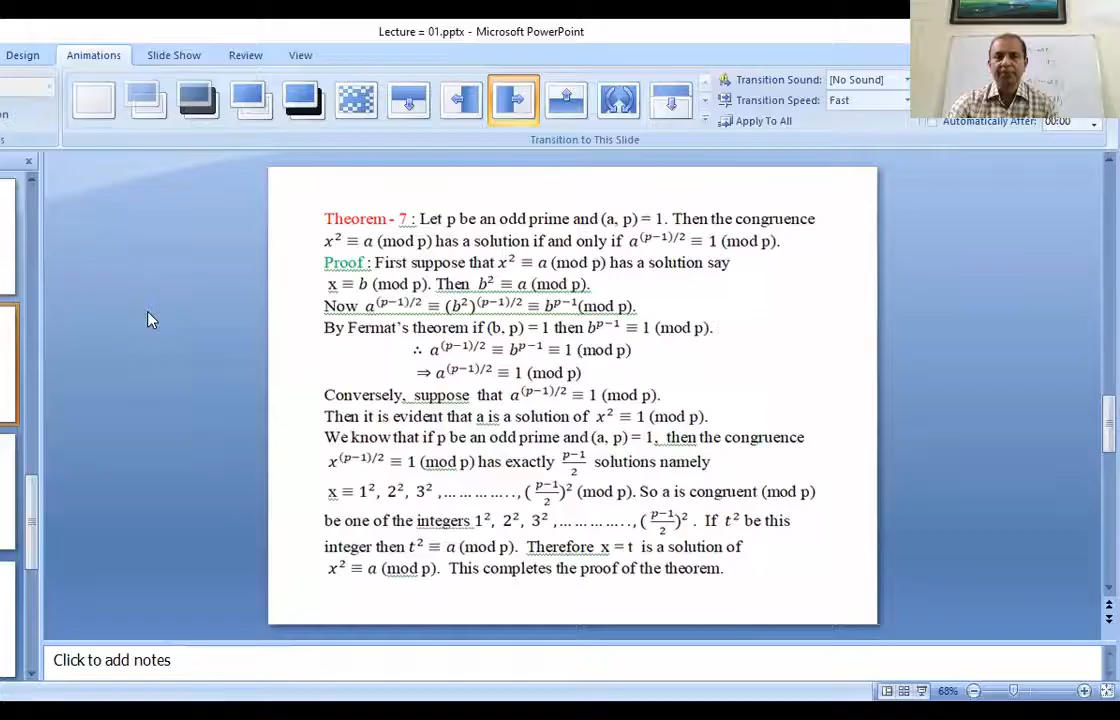 Lecture = 01.pptx - Microsoft PowerPoint
Design Animations Slide Show Review View
Transition Sound: [No Sound]
Transition Speed: Fast
Apply To All
Automatically After: 00:00
Transition to This Slide
Theorem - 7 : Let p be an odd prime and (a, p) = 1. Then the congruence
x² ≡ a (mod p) has a solution if and only if a^(p−1)/2 ≡ 1 (mod p).
Proof : First suppose that x² ≡ a (mod p) has a solution say
x ≡ b (mod p). Then b² ≡ a (mod p).
Now a^(p−1)/2 ≡ (b²)^(p−1)/2 ≡ b^p−1 (mod p).
By Fermat's theorem if (b, p) = 1 then b^p−1 ≡ 1 (mod p).
∴ a^(p−1)/2 ≡ b^p−1 ≡ 1 (mod p)
⇒ a^(p−1)/2 ≡ 1 (mod p)
Conversely, suppose that a^(p−1)/2 ≡ 1 (mod p).
Then it is evident that a is a solution of x² ≡ 1 (mod p).
We know that if p be an odd prime and (a, p) = 1, then the congruence
x^(p−1)/2 ≡ 1 (mod p) has exactly (p−1)/2 solutions namely
x ≡ 1², 2², 3² ,…………..,((p−1)/2)² (mod p). So a is congruent (mod p)
be one of the integers 1², 2², 3² ,…………..,((p−1)/2)² . If t² be this
integer then t² ≡ a (mod p). Therefore x = t is a solution of
x² ≡ a (mod p). This completes the proof of the theorem.
Click to add notes
68%